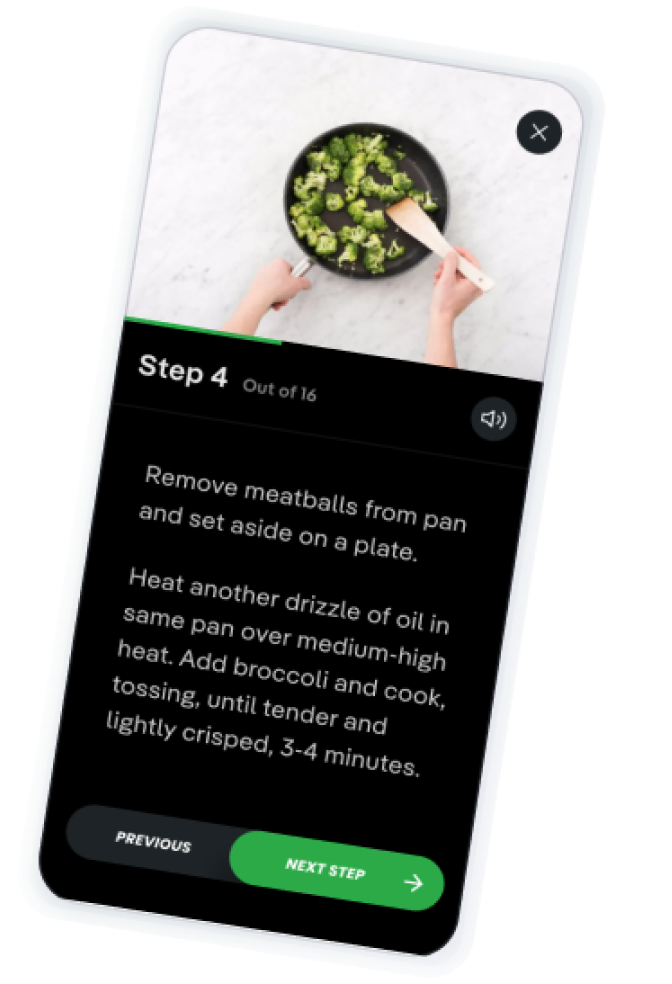 Step 4 Out of 16
Remove meatballs from pan
and set aside on a plate.
Heat another drizzle of oil in
same pan over medium-high
heat. Add broccoli and cook,
tossing, until tender and
lightly crisped, 3-4 minutes.
PREVIOUS NEXT STEP